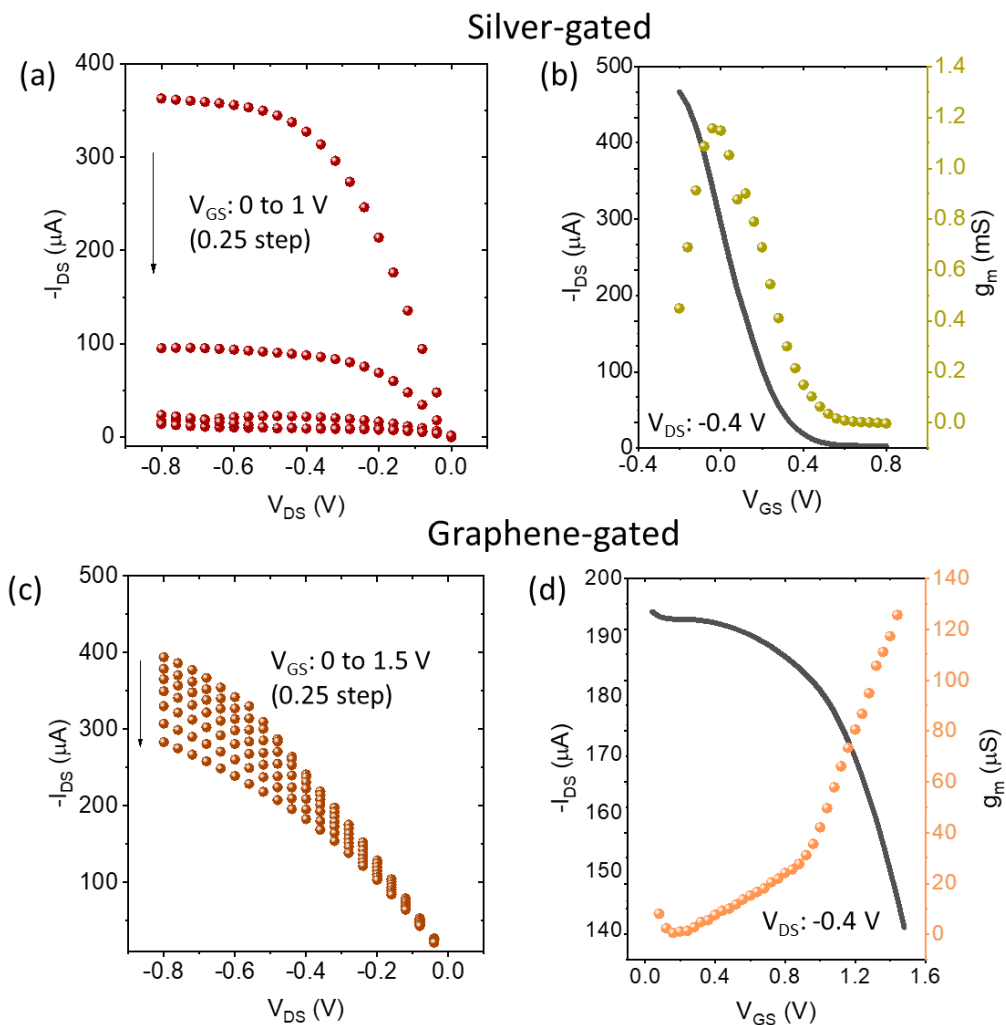 Silver-gated
(a)
400
300
200
100
0
-I_DS (μA)
-0.8 -0.6 -0.4 -0.2 0.0
V_DS (V)
V_GS: 0 to 1 V
(0.25 step)
(b)
500
400
300
200
100
0
-I_DS (μA)
-0.4 0.0 0.4 0.8
V_GS (V)
1.4
1.2
1.0
0.8
0.6
0.4
0.2
0.0
g_m (mS)
V_DS: -0.4 V
Graphene-gated
(c)
500
400
300
200
100
-I_DS (μA)
-0.8 -0.6 -0.4 -0.2 0.0
V_DS (V)
V_GS: 0 to 1.5 V
(0.25 step)
(d)
200
190
180
170
160
150
140
-I_DS (μA)
0.0 0.4 0.8 1.2 1.6
V_GS (V)
140
120
100
80
60
40
20
0
g_m (μS)
V_DS: -0.4 V